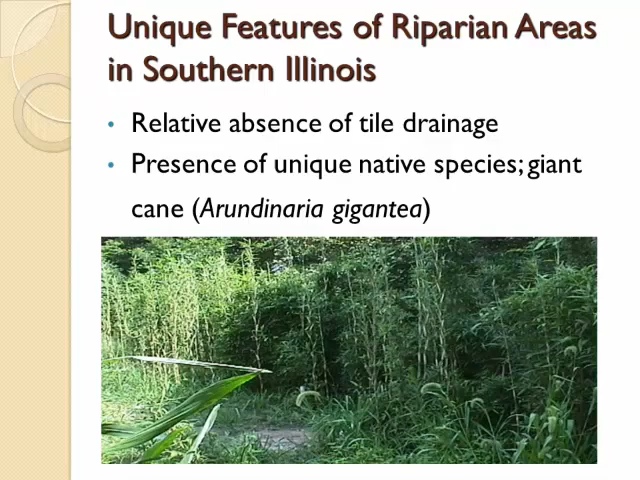 Unique Features of Riparian Areas
in Southern Illinois
• Relative absence of tile drainage
• Presence of unique native species; giant
cane (Arundinaria gigantea)